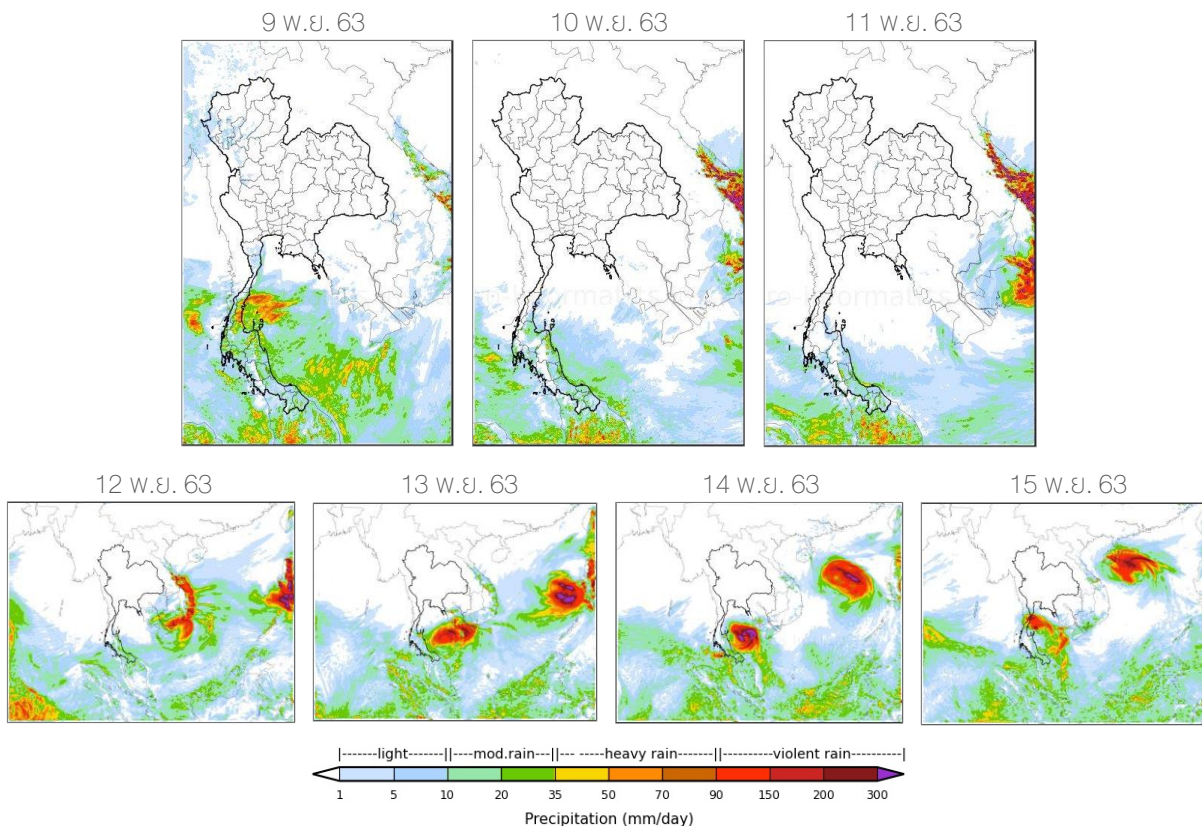 9 พ.ย. 63
10 พ.ย. 63
11 พ.ย. 63
12 พ.ย. 63
13 พ.ย. 63
14 พ.ย. 63
15 พ.ย. 63
|-------light-------||----mod.rain---||--- -----heavy rain------||---------violent rain----------|
1 5 10 20 35 50 70 90 150 200 300
Precipitation (mm/day)